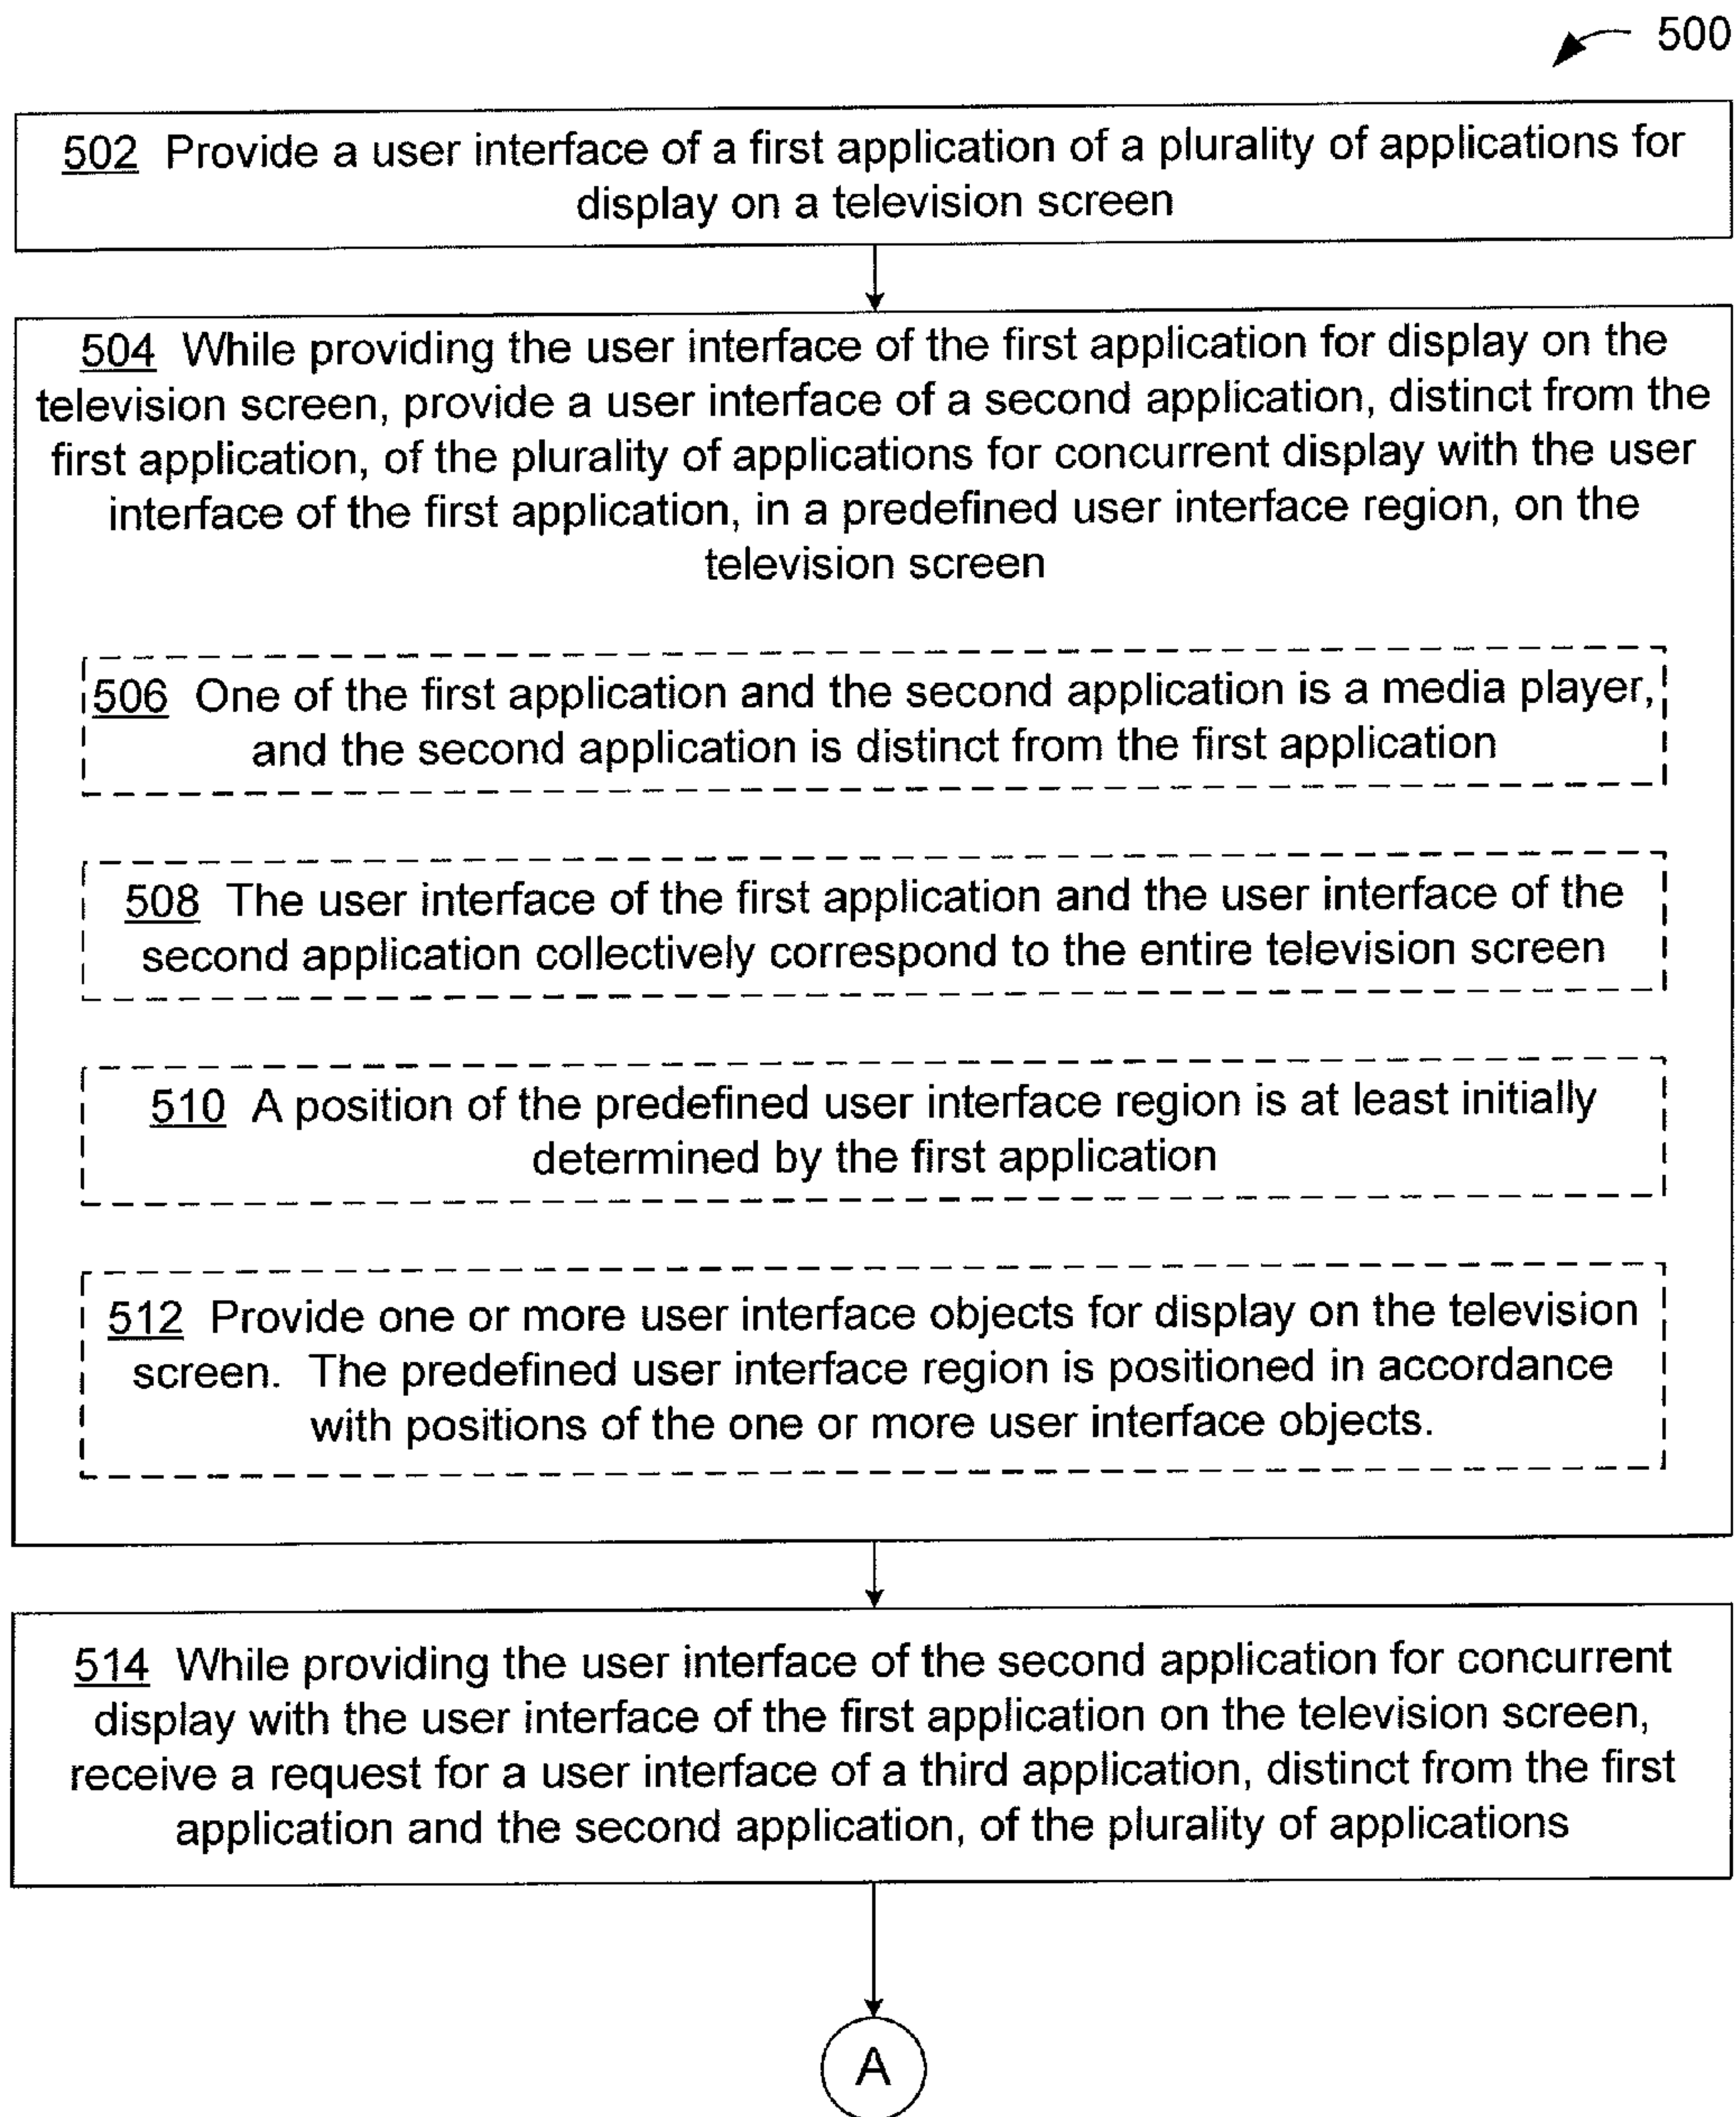 500
502 Provide a user interface of a first application of a plurality of applications for
display on a television screen
504 While providing the user interface of the first application for display on the
television screen, provide a user interface of a second application, distinct from the
first application, of the plurality of applications for concurrent display with the user
interface of the first application, in a predefined user interface region, on the
television screen
506 One of the first application and the second application is a media player,
and the second application is distinct from the first application
508 The user interface of the first application and the user interface of the
second application collectively correspond to the entire television screen
510 A position of the predefined user interface region is at least initially
determined by the first application
512 Provide one or more user interface objects for display on the television
screen. The predefined user interface region is positioned in accordance
with positions of the one or more user interface objects.
514 While providing the user interface of the second application for concurrent
display with the user interface of the first application on the television screen,
receive a request for a user interface of a third application, distinct from the first
application and the second application, of the plurality of applications
A